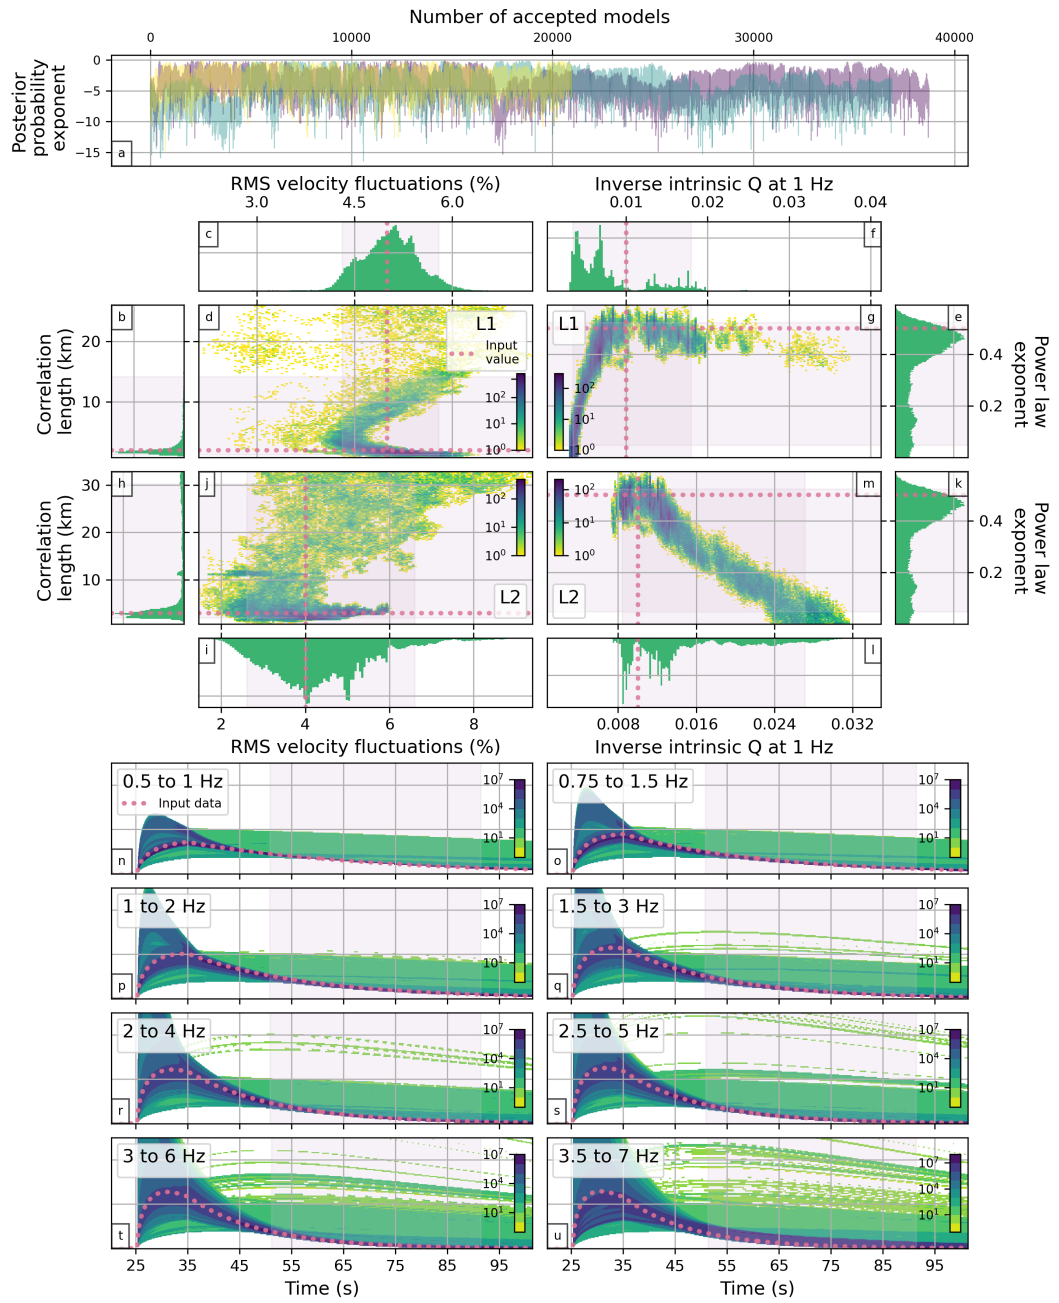 Number of accepted models
0 10000 20000 30000 40000
Posterior
probability
exponent
0
−5
−10
−15
a
RMS velocity fluctuations (%) Inverse intrinsic Q at 1 Hz
3.0 4.5 6.0 0.01 0.02 0.03 0.04
c f
b d L1 L1 g e
Input
value
Correlation
length (km)
20
10
10² 10¹ 10⁰
10² 10¹ 10⁰
0.4
0.2
Power law
exponent
h j m k
Correlation
length (km)
30
20
10
10² 10¹ 10⁰
10² 10¹ 10⁰
L2 L2
0.4
0.2
Power law
exponent
i l
2 4 6 8 0.008 0.016 0.024 0.032
RMS velocity fluctuations (%) Inverse intrinsic Q at 1 Hz
0.5 to 1 Hz 10⁷ 0.75 to 1.5 Hz 10⁷
Input data 10⁴ 10⁴
10¹ 10¹
n o
1 to 2 Hz 10⁷ 1.5 to 3 Hz 10⁷
10⁴ 10⁴
10¹ 10¹
p q
2 to 4 Hz 10⁷ 2.5 to 5 Hz 10⁷
10⁴ 10⁴
10¹ 10¹
r s
3 to 6 Hz 10⁷ 3.5 to 7 Hz 10⁷
10⁴ 10⁴
10¹ 10¹
t u
25 35 45 55 65 75 85 95 25 35 45 55 65 75 85 95
Time (s) Time (s)